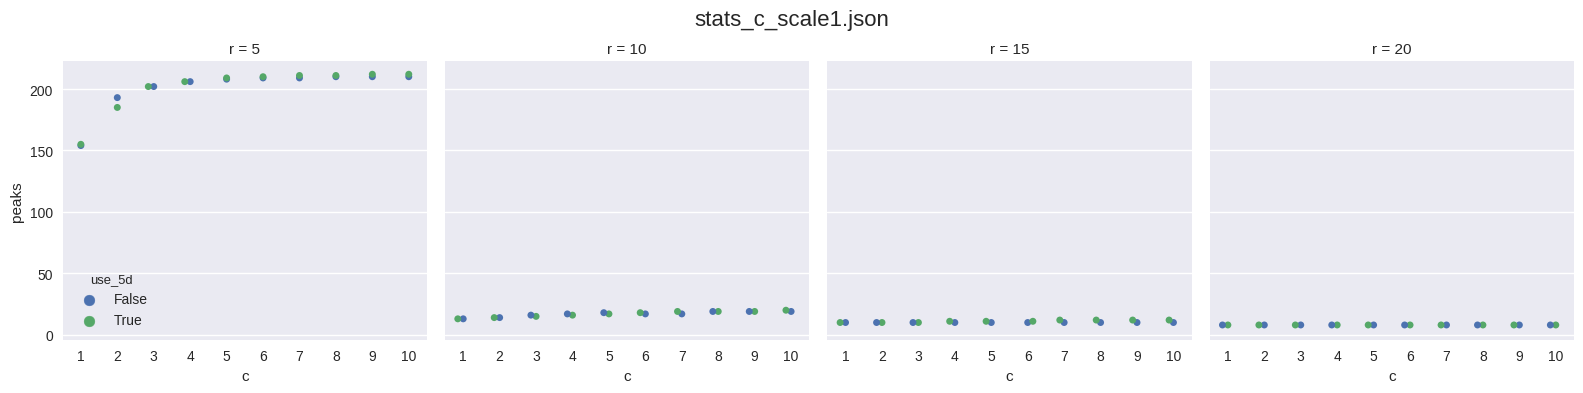 stats_c_scale1.json
r = 5
r = 10
r = 15
r = 20
peaks
200
150
100
50
0
use_5d
False
True
1 2 3 4 5 6 7 8 9 10
1 2 3 4 5 6 7 8 9 10
1 2 3 4 5 6 7 8 9 10
1 2 3 4 5 6 7 8 9 10
c
c
c
c